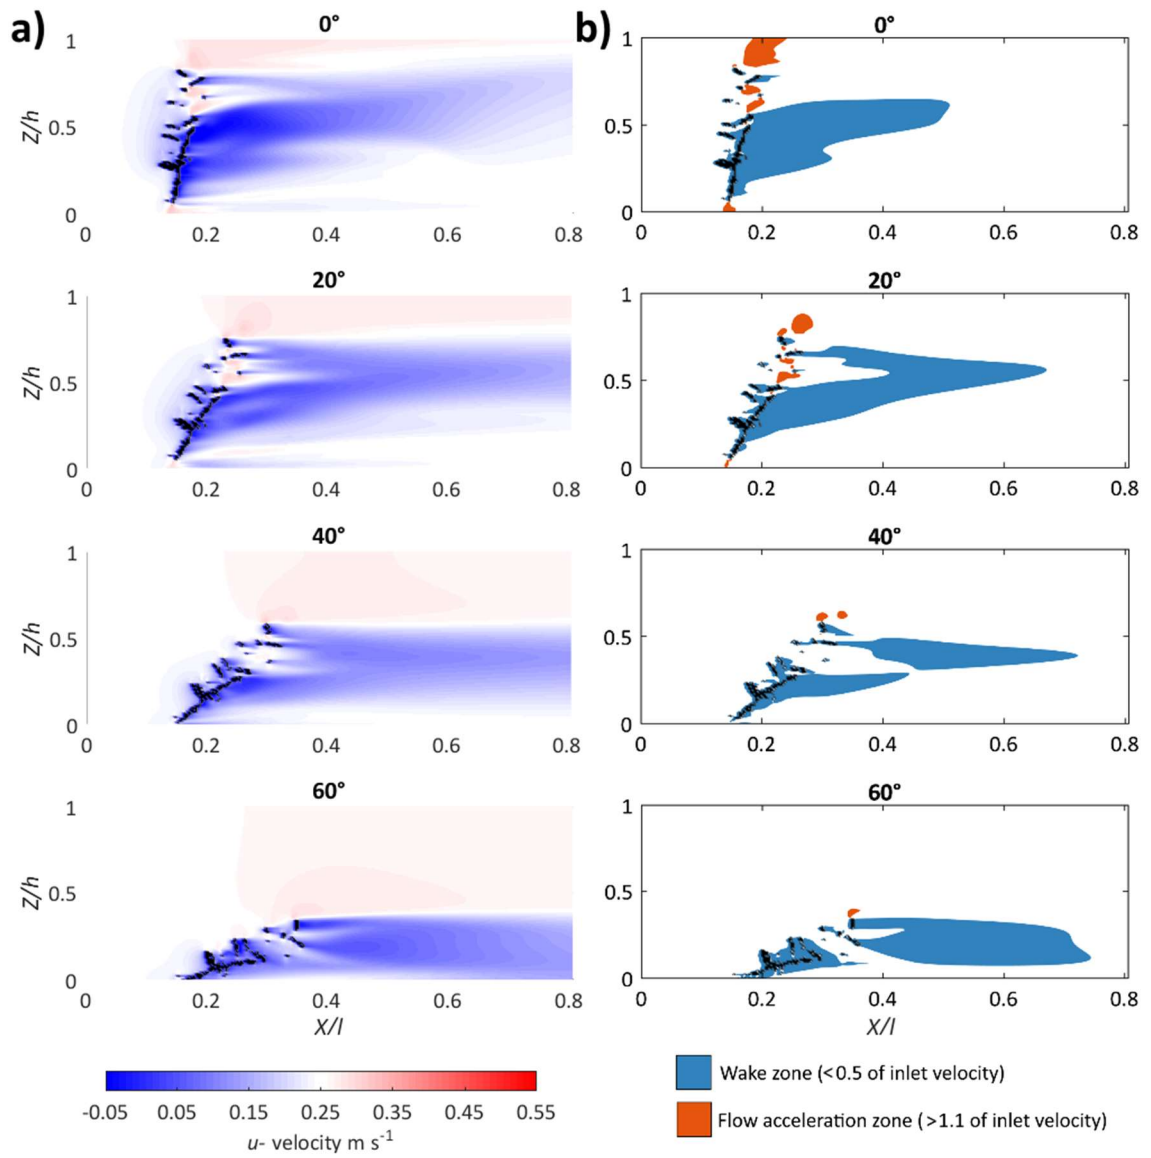 a) b)
0° 0°
1 1
Z/h 0.5 0.5
0 0
0 0.2 0.4 0.6 0.8 0 0.2 0.4 0.6 0.8
20° 20°
1 1
Z/h 0.5 0.5
0 0
0 0.2 0.4 0.6 0.8 0 0.2 0.4 0.6 0.8
40° 40°
1 1
Z/h 0.5 0.5
0 0
0 0.2 0.4 0.6 0.8 0 0.2 0.4 0.6 0.8
60° 60°
1 1
Z/h 0.5 0.5
0 0
0 0.2 0.4 0.6 0.8 0 0.2 0.4 0.6 0.8
X/l X/l
-0.05 0.05 0.15 0.25 0.35 0.45 0.55
u- velocity m s⁻¹
Wake zone (<0.5 of inlet velocity)
Flow acceleration zone (>1.1 of inlet velocity)